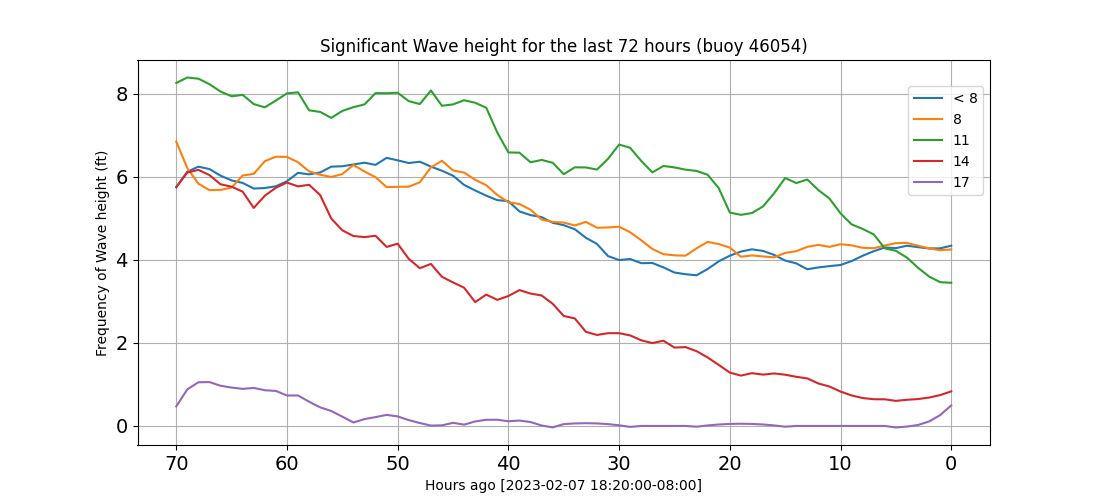 Significant Wave height for the last 72 hours (buoy 46054)
Frequency of Wave height (ft)
8
6
4
2
0
< 8
8
11
14
17
70 60 50 40 30 20 10 0
Hours ago [2023-02-07 18:20:00-08:00]